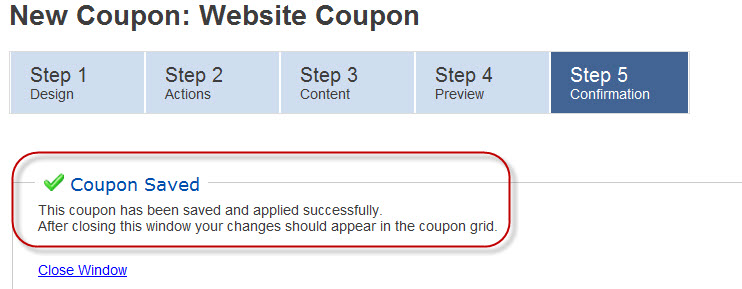 New Coupon: Website Coupon
Step 1
Design
Step 2
Actions
Step 3
Content
Step 4
Preview
Step 5
Confirmation
Coupon Saved
This coupon has been saved and applied successfully.
After closing this window your changes should appear in the coupon grid.
Close Window